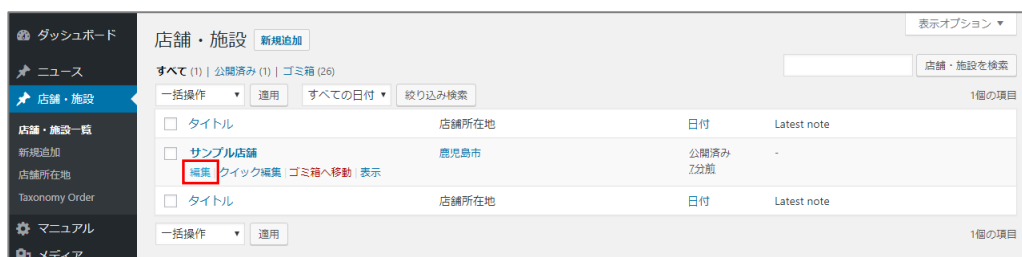 ダッシュボード
ニュース
店舗・施設
店舗・施設一覧
新規追加
店舗所在地
Taxonomy Order
マニュアル
メディア
表示オプション ▼
店舗・施設 新規追加
すべて (1) | 公開済み (1) | ゴミ箱 (26)
店舗・施設を検索
一括操作 ▼ 適用 すべての日付 ▼ 絞り込み検索 1個の項目
タイトル 店舗所在地 日付 Latest note
サンプル店舗 鹿児島市 公開済み -
編集 | クイック編集 | ゴミ箱へ移動 | 表示 7分前
タイトル 店舗所在地 日付 Latest note
一括操作 ▼ 適用 1個の項目